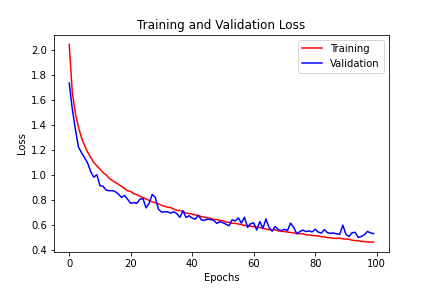 Training and Validation Loss
Training
Validation
2.0
1.8
1.6
1.4
1.2
1.0
0.8
0.6
0.4
Loss
0 20 40 60 80 100
Epochs